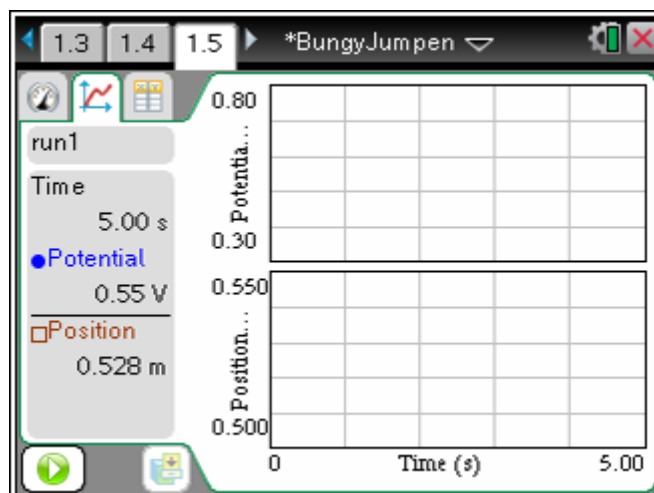 1.3 1.4 1.5 *BungyJumpen
run1
Time
5.00 s
Potential
0.55 V
Position
0.528 m
0.80
Potentia...
0.30
0.550
Position...
0.500
0 Time (s) 5.00